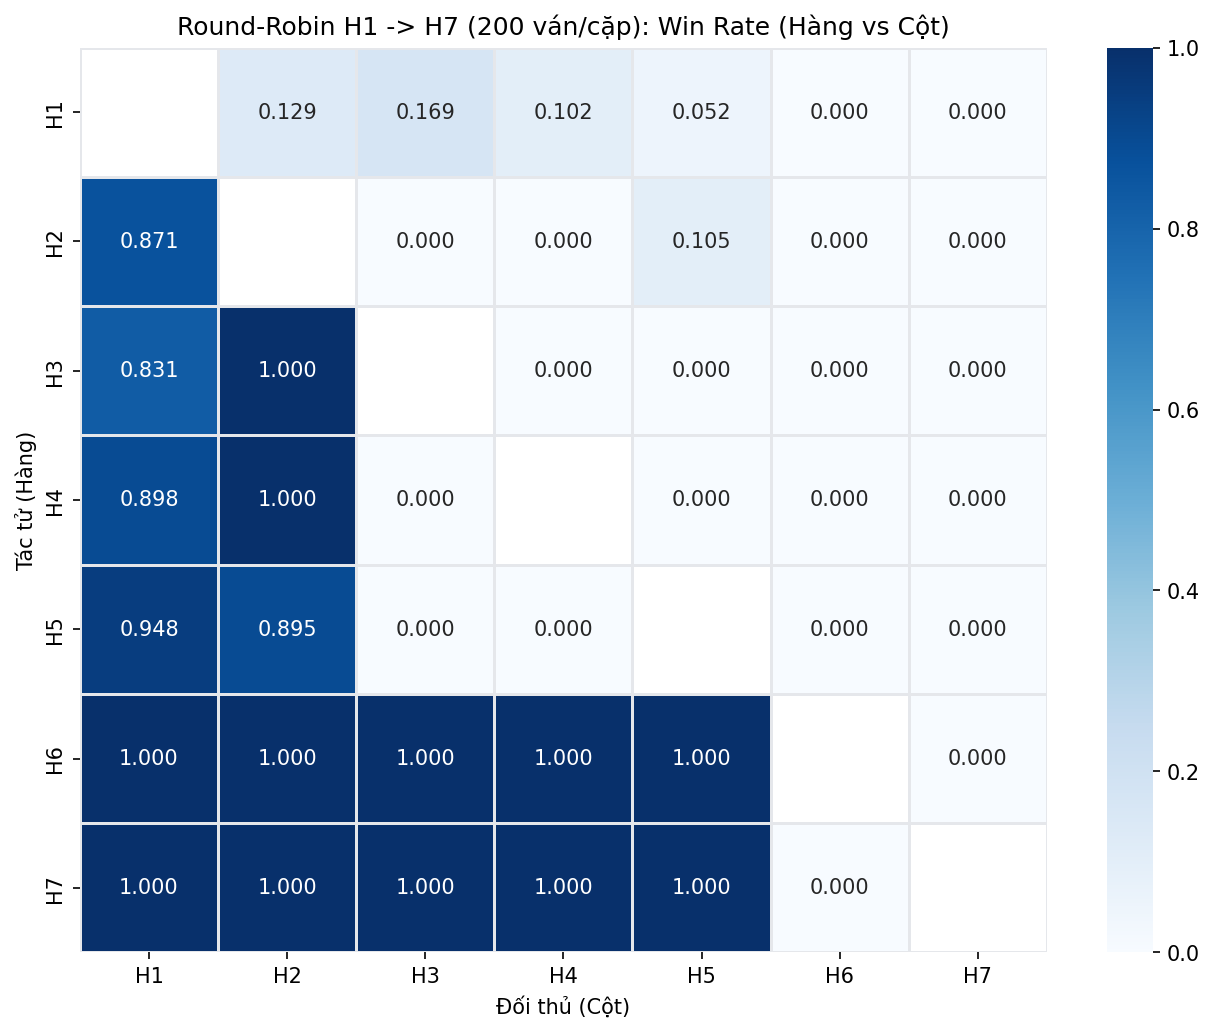 Round-Robin H1 -> H7 (200 ván/cặp): Win Rate (Hàng vs Cột)
H1 0.129 0.169 0.102 0.052 0.000 0.000
H2 0.871 0.000 0.000 0.105 0.000 0.000
H3 0.831 1.000 0.000 0.000 0.000 0.000
H4 0.898 1.000 0.000 0.000 0.000 0.000
H5 0.948 0.895 0.000 0.000 0.000 0.000
H6 1.000 1.000 1.000 1.000 1.000 0.000
H7 1.000 1.000 1.000 1.000 1.000 0.000
H1 H2 H3 H4 H5 H6 H7
Đối thủ (Cột)
Tác tử (Hàng)
1.0
0.8
0.6
0.4
0.2
0.0